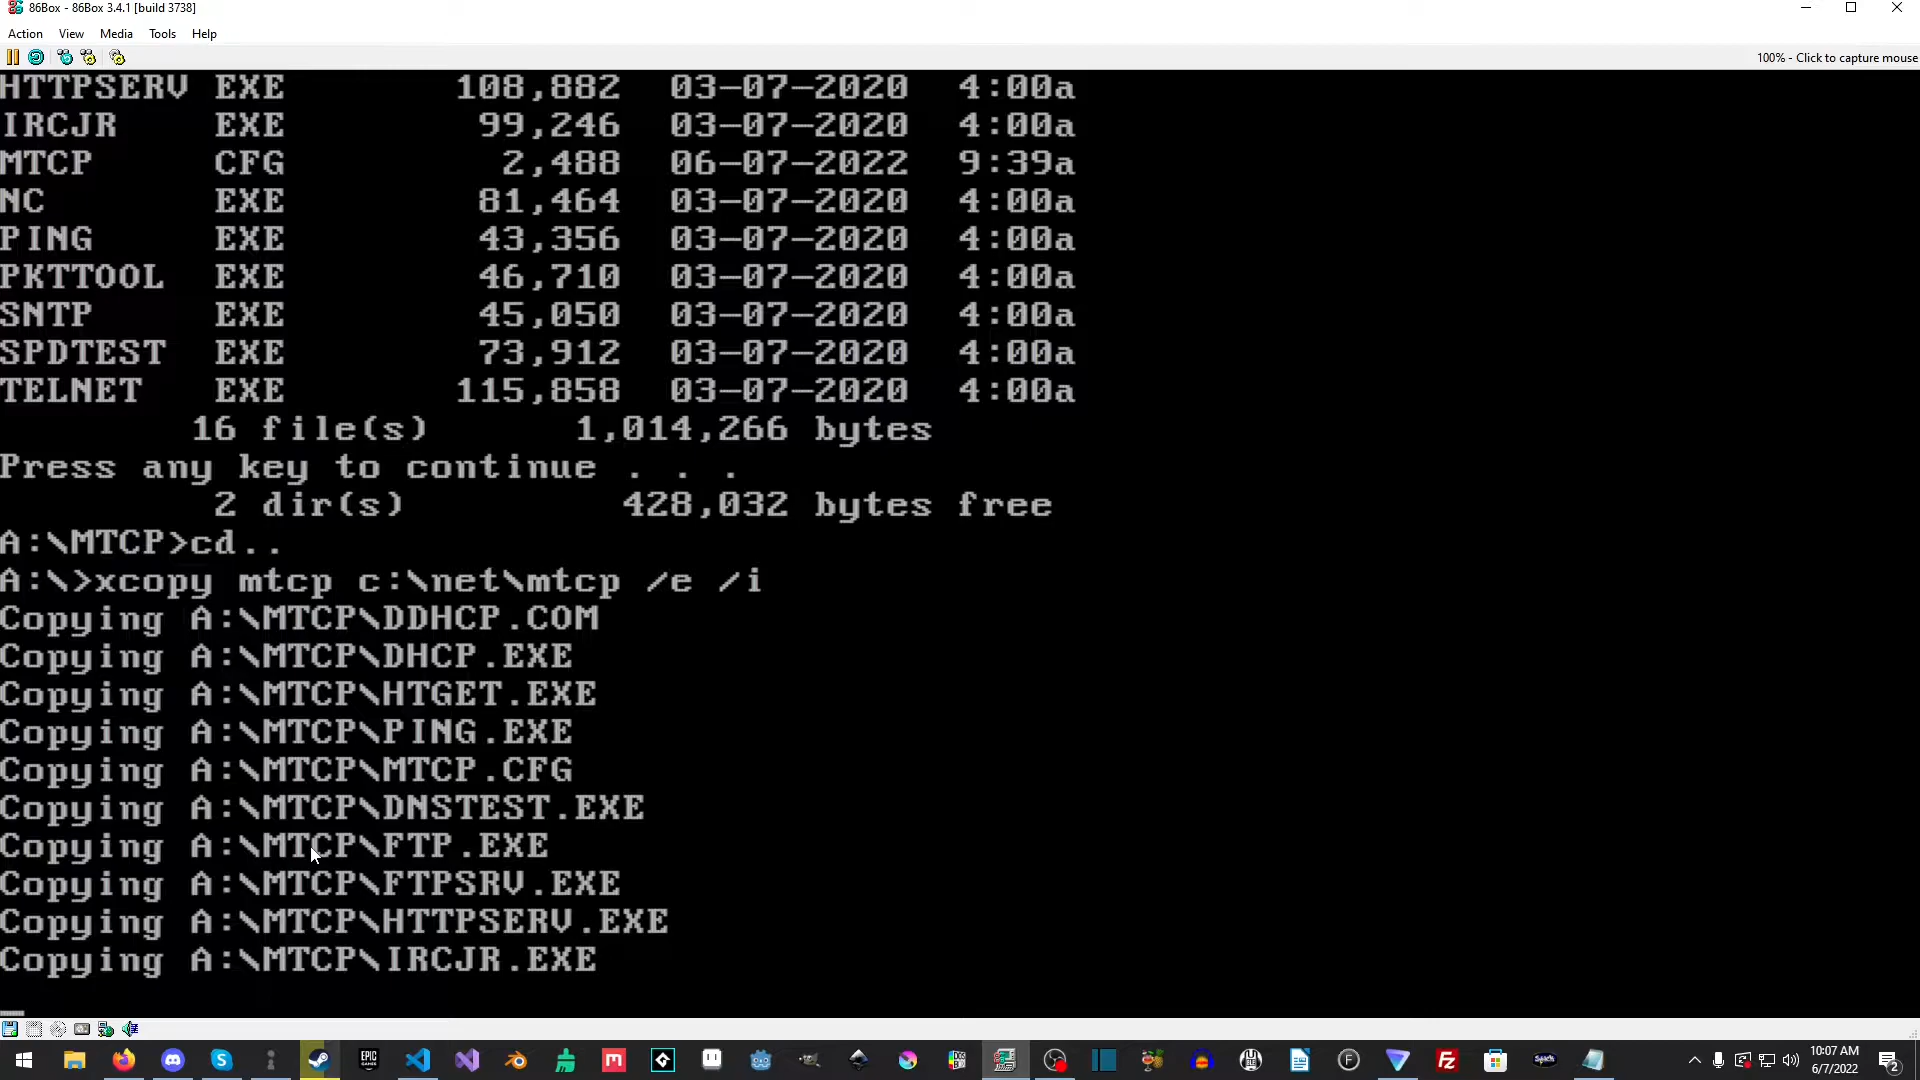 86Box - 86Box 3.4.1 [build 3738]
Action View Media Tools Help
100% - Click to capture mouse
HTTPSERV EXE 108,882 03-07-2020 4:00a
IRCJR EXE 99,246 03-07-2020 4:00a
MTCP CFG 2,488 06-07-2022 9:39a
NC EXE 81,464 03-07-2020 4:00a
PING EXE 43,356 03-07-2020 4:00a
PKTTOOL EXE 46,710 03-07-2020 4:00a
SNTP EXE 45,050 03-07-2020 4:00a
SPDTEST EXE 73,912 03-07-2020 4:00a
TELNET EXE 115,858 03-07-2020 4:00a
16 file(s) 1,014,266 bytes
Press any key to continue . . .
2 dir(s) 428,032 bytes free
A:\MTCP>cd..
A:\>xcopy mtcp c:\net\mtcp /e /i
Copying A:\MTCP\DDHCP.COM
Copying A:\MTCP\DHCP.EXE
Copying A:\MTCP\HTGET.EXE
Copying A:\MTCP\PING.EXE
Copying A:\MTCP\MTCP.CFG
Copying A:\MTCP\DNSTEST.EXE
Copying A:\MTCP\FTP.EXE
Copying A:\MTCP\FTPSRV.EXE
Copying A:\MTCP\HTTPSERV.EXE
Copying A:\MTCP\IRCJR.EXE
EPIC GAMES
Spark
10:07 AM
6/7/2022
2